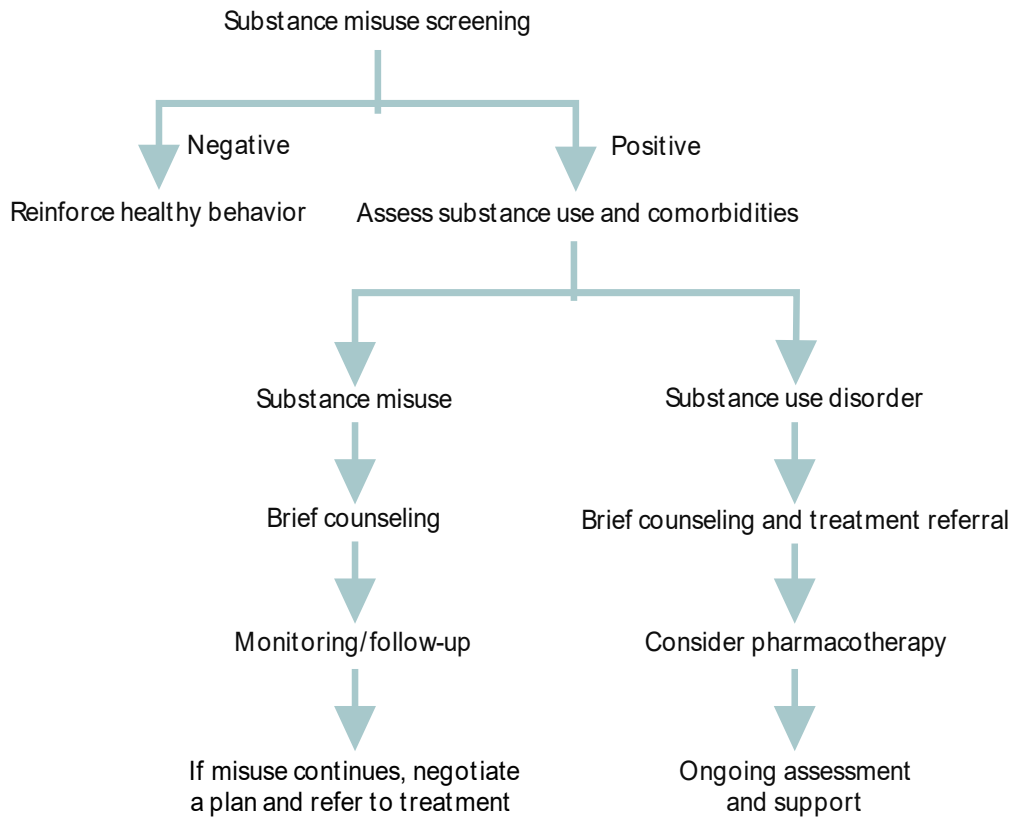 Substance misuse screening
Negative
Positive
Reinforce healthy behavior
Assess substance use and comorbidities
Substance misuse
Substance use disorder
Brief counseling
Brief counseling and treatment referral
Monitoring/follow-up
Consider pharmacotherapy
If misuse continues, negotiate
a plan and refer to treatment
Ongoing assessment
and support